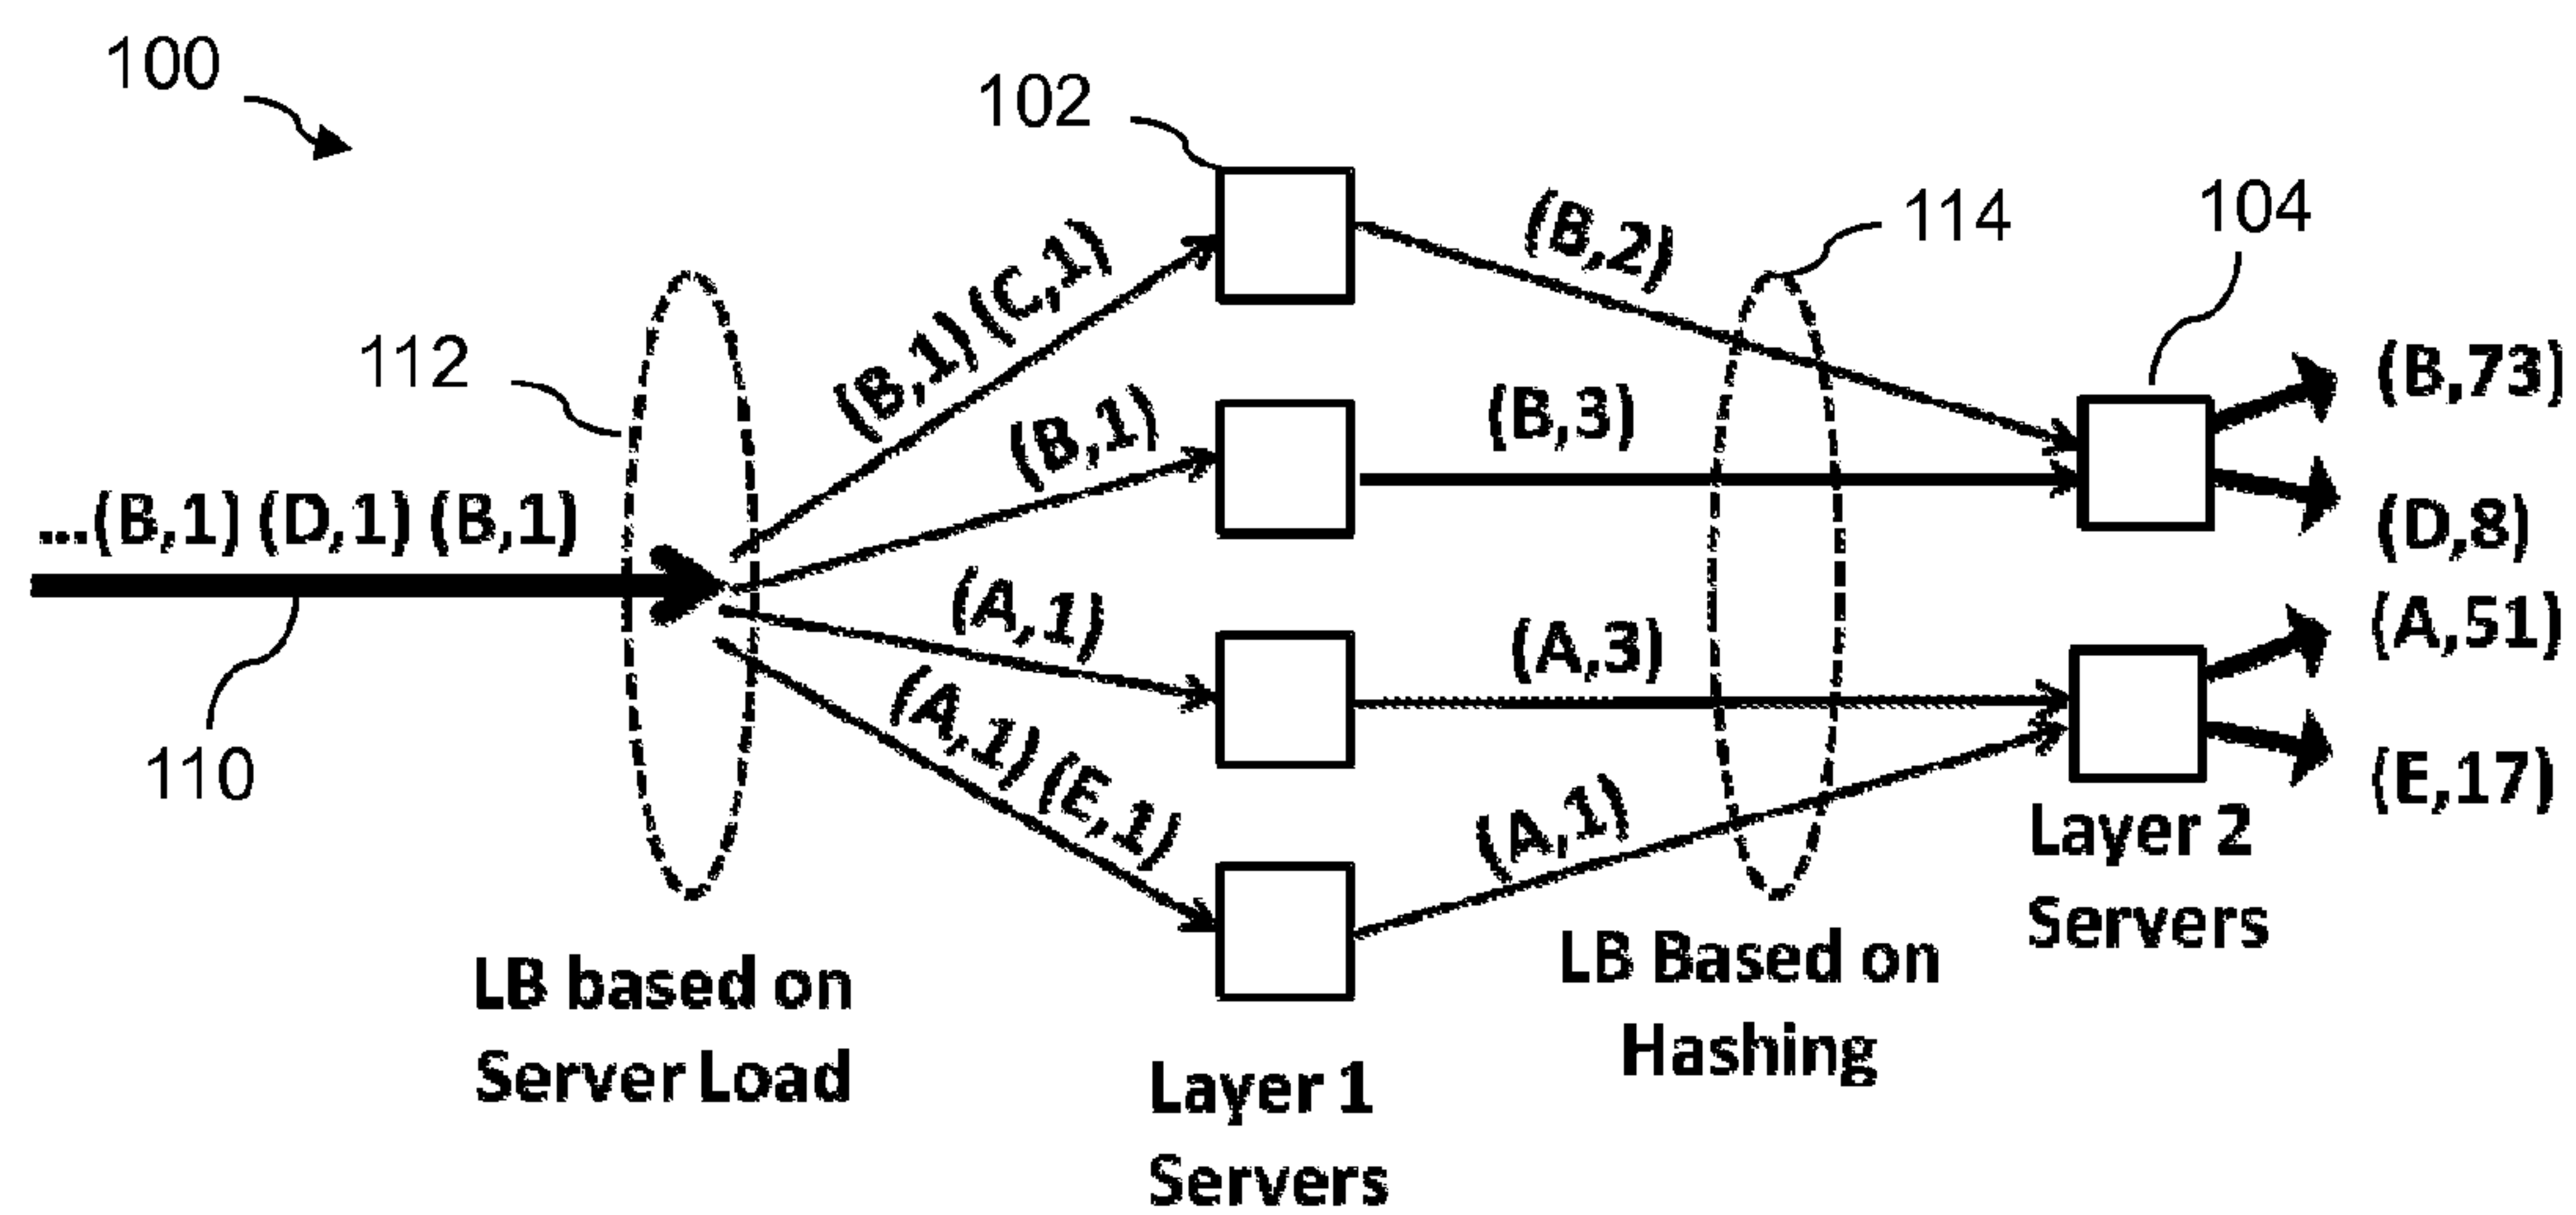 100
102
(B,2)
114
104
(B,1) (C,1)
112
(B,73)
(B,1)
(B,3)
...(B,1) (D,1) (B,1)
(D,8)
(A,1)
(A,3)
(A,51)
110
(A,1) (E,1)
(A,1)
(E,17)
Layer 2
Servers
LB based on
Server Load
LB Based on
Hashing
Layer 1
Servers